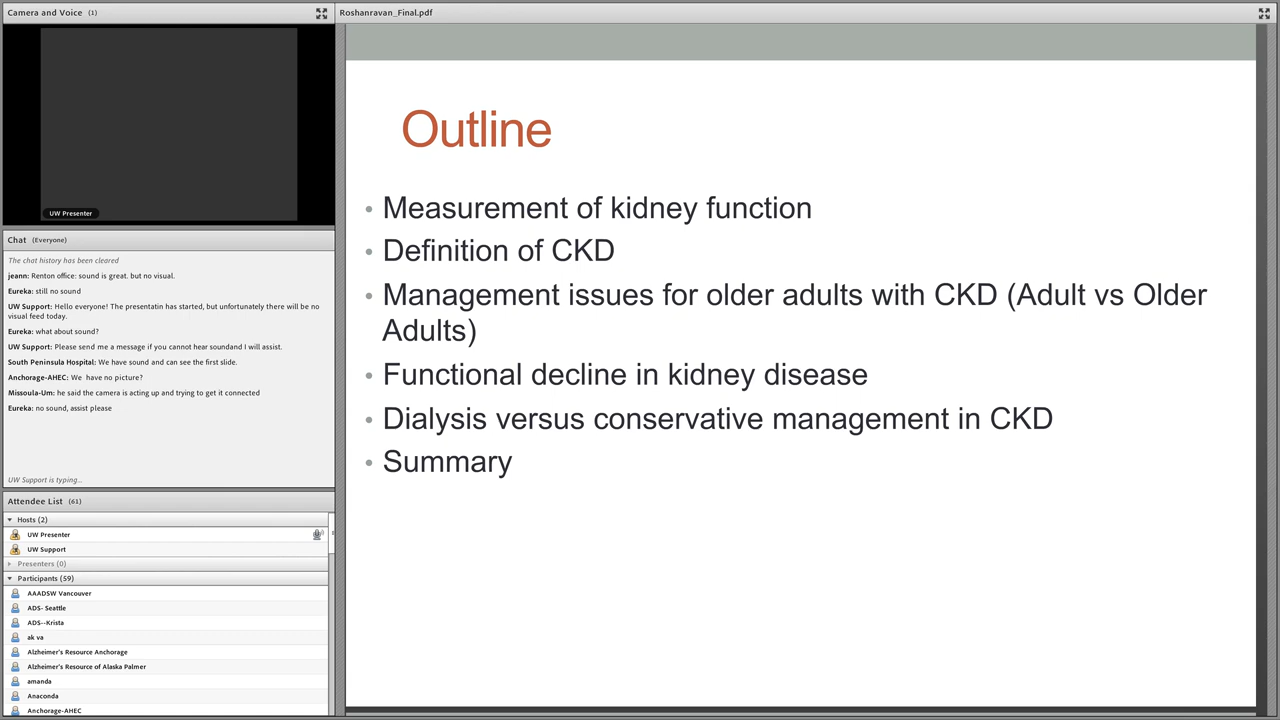 Camera and Voice (1)
UW Presenter
Chat (Everyone)
The chat history has been cleared
jeann: Renton office: sound is great. but no visual.
Eureka: still no sound
UW Support: Hello everyone! The presentatin has started, but unfortunately there will be no
visual feed today.
Eureka: what about sound?
UW Support: Please send me a message if you cannot hear soundand I will assist.
South Peninsula Hospital: We have sound and can see the first slide.
Anchorage-AHEC: We  have no picture?
Missoula-Um: he said the camera is acting up and trying to get it connected
Eureka: no sound, assist please
UW Support is typing...
Attendee List (61)
Hosts (2)
UW Presenter
UW Support
Presenters (0)
Participants (59)
AAADSW Vancouver
ADS- Seattle
ADS--Krista
ak va
Alzheimer's Resource Anchorage
Alzheimer's Resource of Alaska Palmer
amanda
Anaconda
Anchorage-AHEC
Roshanravan_Final.pdf
Outline
• Measurement of kidney function
• Definition of CKD
• Management issues for older adults with CKD (Adult vs Older
Adults)
• Functional decline in kidney disease
• Dialysis versus conservative management in CKD
• Summary